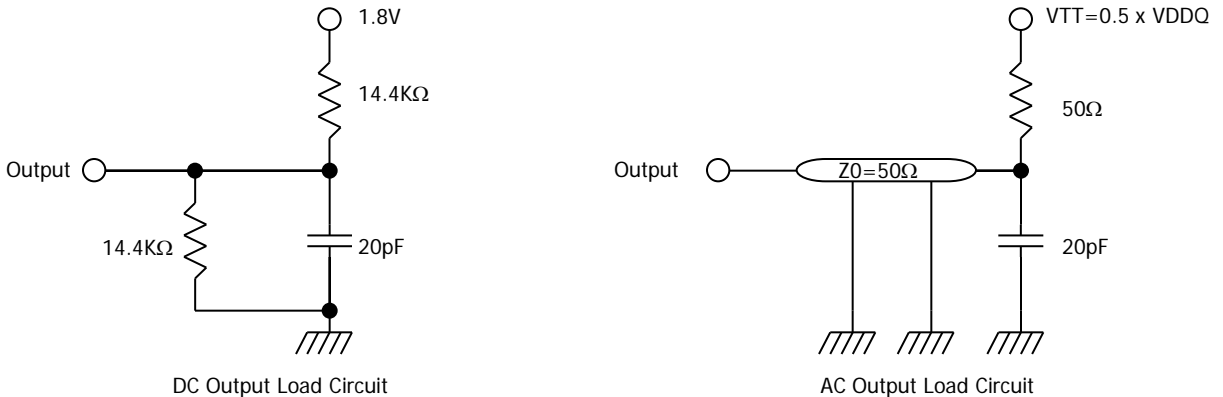 1.8V
14.4KΩ
Output
14.4KΩ
20pF
DC Output Load Circuit
VTT=0.5 x VDDQ
50Ω
Output
Z0=50Ω
20pF
AC Output Load Circuit